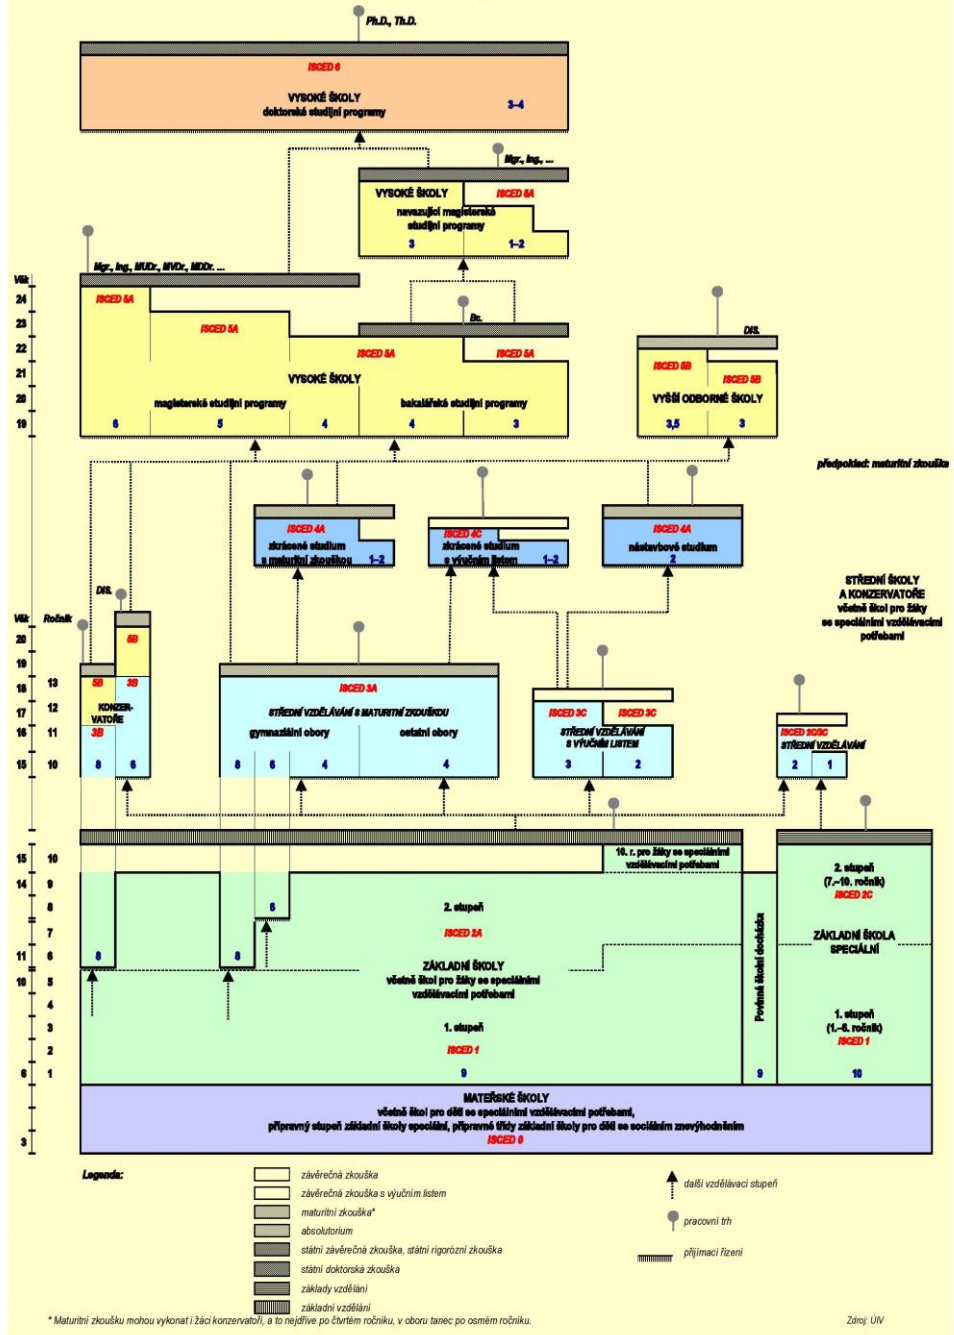 Ph.D., Th.D.
ISCED 6
VYSOKÉ ŠKOLY
doktorské studijní programy
3–4
Mgr., Ing., ...
VYSOKÉ ŠKOLY
ISCED 5A
navazující magisterské
studijní programy
3
1–2
Mgr., Ing., MUDr., MVDr., MDDr. ...
Věk
24
ISCED 5A
23
ISCED 5A
Bc.
DIS.
22
ISCED 5A
ISCED 5A
21
ISCED 5B
ISCED 5B
VYSOKÉ ŠKOLY
20
magisterské studijní programy
bakalářské studijní programy
VYŠŠÍ ODBORNÉ ŠKOLY
19
6
5
4
4
3
3,5
3
předpoklad: maturitní zkouška
ISCED 4A
zkrácené studium
s maturitní zkouškou
1–2
ISCED 4C
zkrácené studium
s výučním listem
1–2
ISCED 4A
nástavbové studium
2
STŘEDNÍ ŠKOLY
A KONZERVATOŘE
včetně škol pro žáky
se speciálními vzdělávacími
potřebami
DIS.
Věk
Ročník
20
5B
19
18
13
5B
3B
ISCED 3A
17
12
KONZER-
VATOŘE
STŘEDNÍ VZDĚLÁVÁNÍ S MATURITNÍ ZKOUŠKOU
ISCED 3C
ISCED 3C
16
11
3B
gymnaziální obory
ostatní obory
STŘEDNÍ VZDĚLÁVÁNÍ
S VÝUČNÍM LISTEM
ISCED 2C/3C
STŘEDNÍ VZDĚLÁVÁNÍ
15
10
8
6
8
6
4
4
3
2
2
1
15
10
10. r. pro žáky se speciálními
vzdělávacími potřebami
14
9
2. stupeň
(7.–10. ročník)
ISCED 2C
8
6
2. stupeň
7
ISCED 2A
ZÁKLADNÍ ŠKOLA
SPECIÁLNÍ
11
6
8
8
ZÁKLADNÍ ŠKOLY
včetně škol pro žáky se speciálními
vzdělávacími potřebami
Povinná školní docházka
10
5
4
3
1. stupeň
1. stupeň
(1.–6. ročník)
ISCED 1
2
ISCED 1
6
1
9
9
10
MATEŘSKÉ ŠKOLY
včetně škol pro děti se speciálními vzdělávacími potřebami,
přípravný stupeň základní školy speciální, přípravné třídy základní školy pro děti se sociálním znevýhodněním
3
ISCED 0
Legenda:
závěrečná zkouška
závěrečná zkouška s výučním listem
maturitní zkouška*
absolutorium
státní závěrečná zkouška, státní rigorózní zkouška
státní doktorská zkouška
základy vzdělání
základní vzdělání
další vzdělávací stupeň
pracovní trh
přijímací řízení
* Maturitní zkoušku mohou vykonat i žáci konzervatoří, a to nejdříve po čtvrtém ročníku, v oboru tanec po osmém ročníku.
Zdroj: ÚIV